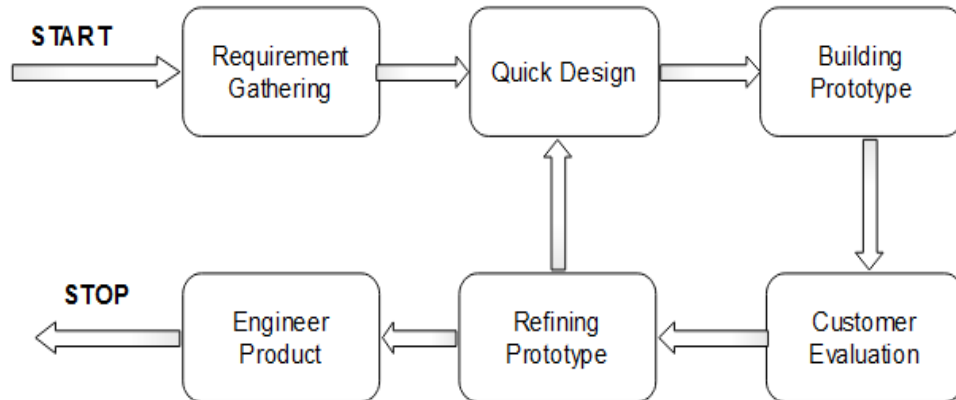 START
Requirement
Gathering
Quick Design
Building
Prototype
STOP
Engineer
Product
Refining
Prototype
Customer
Evaluation